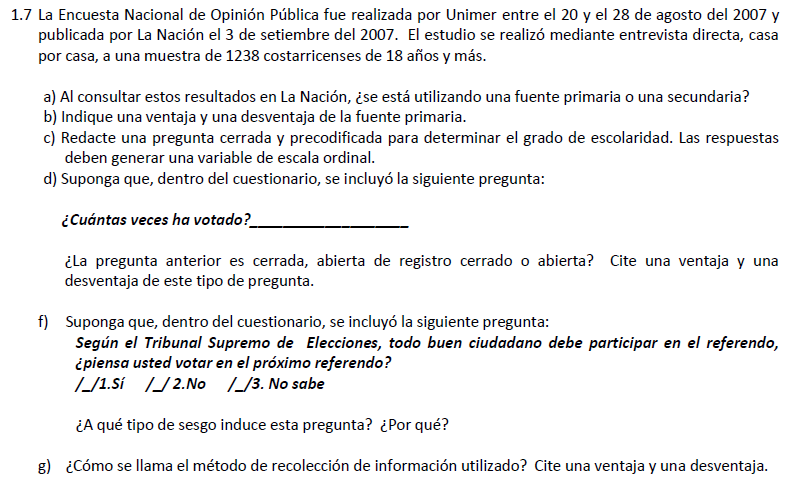 1.7 La Encuesta Nacional de Opinión Pública fue realizada por Unimer entre el 20 y el 28 de agosto del 2007 y
publicada por La Nación el 3 de setiembre del 2007. El estudio se realizó mediante entrevista directa, casa
por casa, a una muestra de 1238 costarricenses de 18 años y más.
a) Al consultar estos resultados en La Nación, ¿se está utilizando una fuente primaria o una secundaria?
b) Indique una ventaja y una desventaja de la fuente primaria.
c) Redacte una pregunta cerrada y precodificada para determinar el grado de escolaridad. Las respuestas
deben generar una variable de escala ordinal.
d) Suponga que, dentro del cuestionario, se incluyó la siguiente pregunta:
¿Cuántas veces ha votado?____________________
¿La pregunta anterior es cerrada, abierta de registro cerrado o abierta? Cite una ventaja y una
desventaja de este tipo de pregunta.
f) Suponga que, dentro del cuestionario, se incluyó la siguiente pregunta:
Según el Tribunal Supremo de Elecciones, todo buen ciudadano debe participar en el referendo,
¿piensa usted votar en el próximo referendo?
/_/1.Sí /_/ 2.No /_/3. No sabe
¿A qué tipo de sesgo induce esta pregunta? ¿Por qué?
g) ¿Cómo se llama el método de recolección de información utilizado? Cite una ventaja y una desventaja.